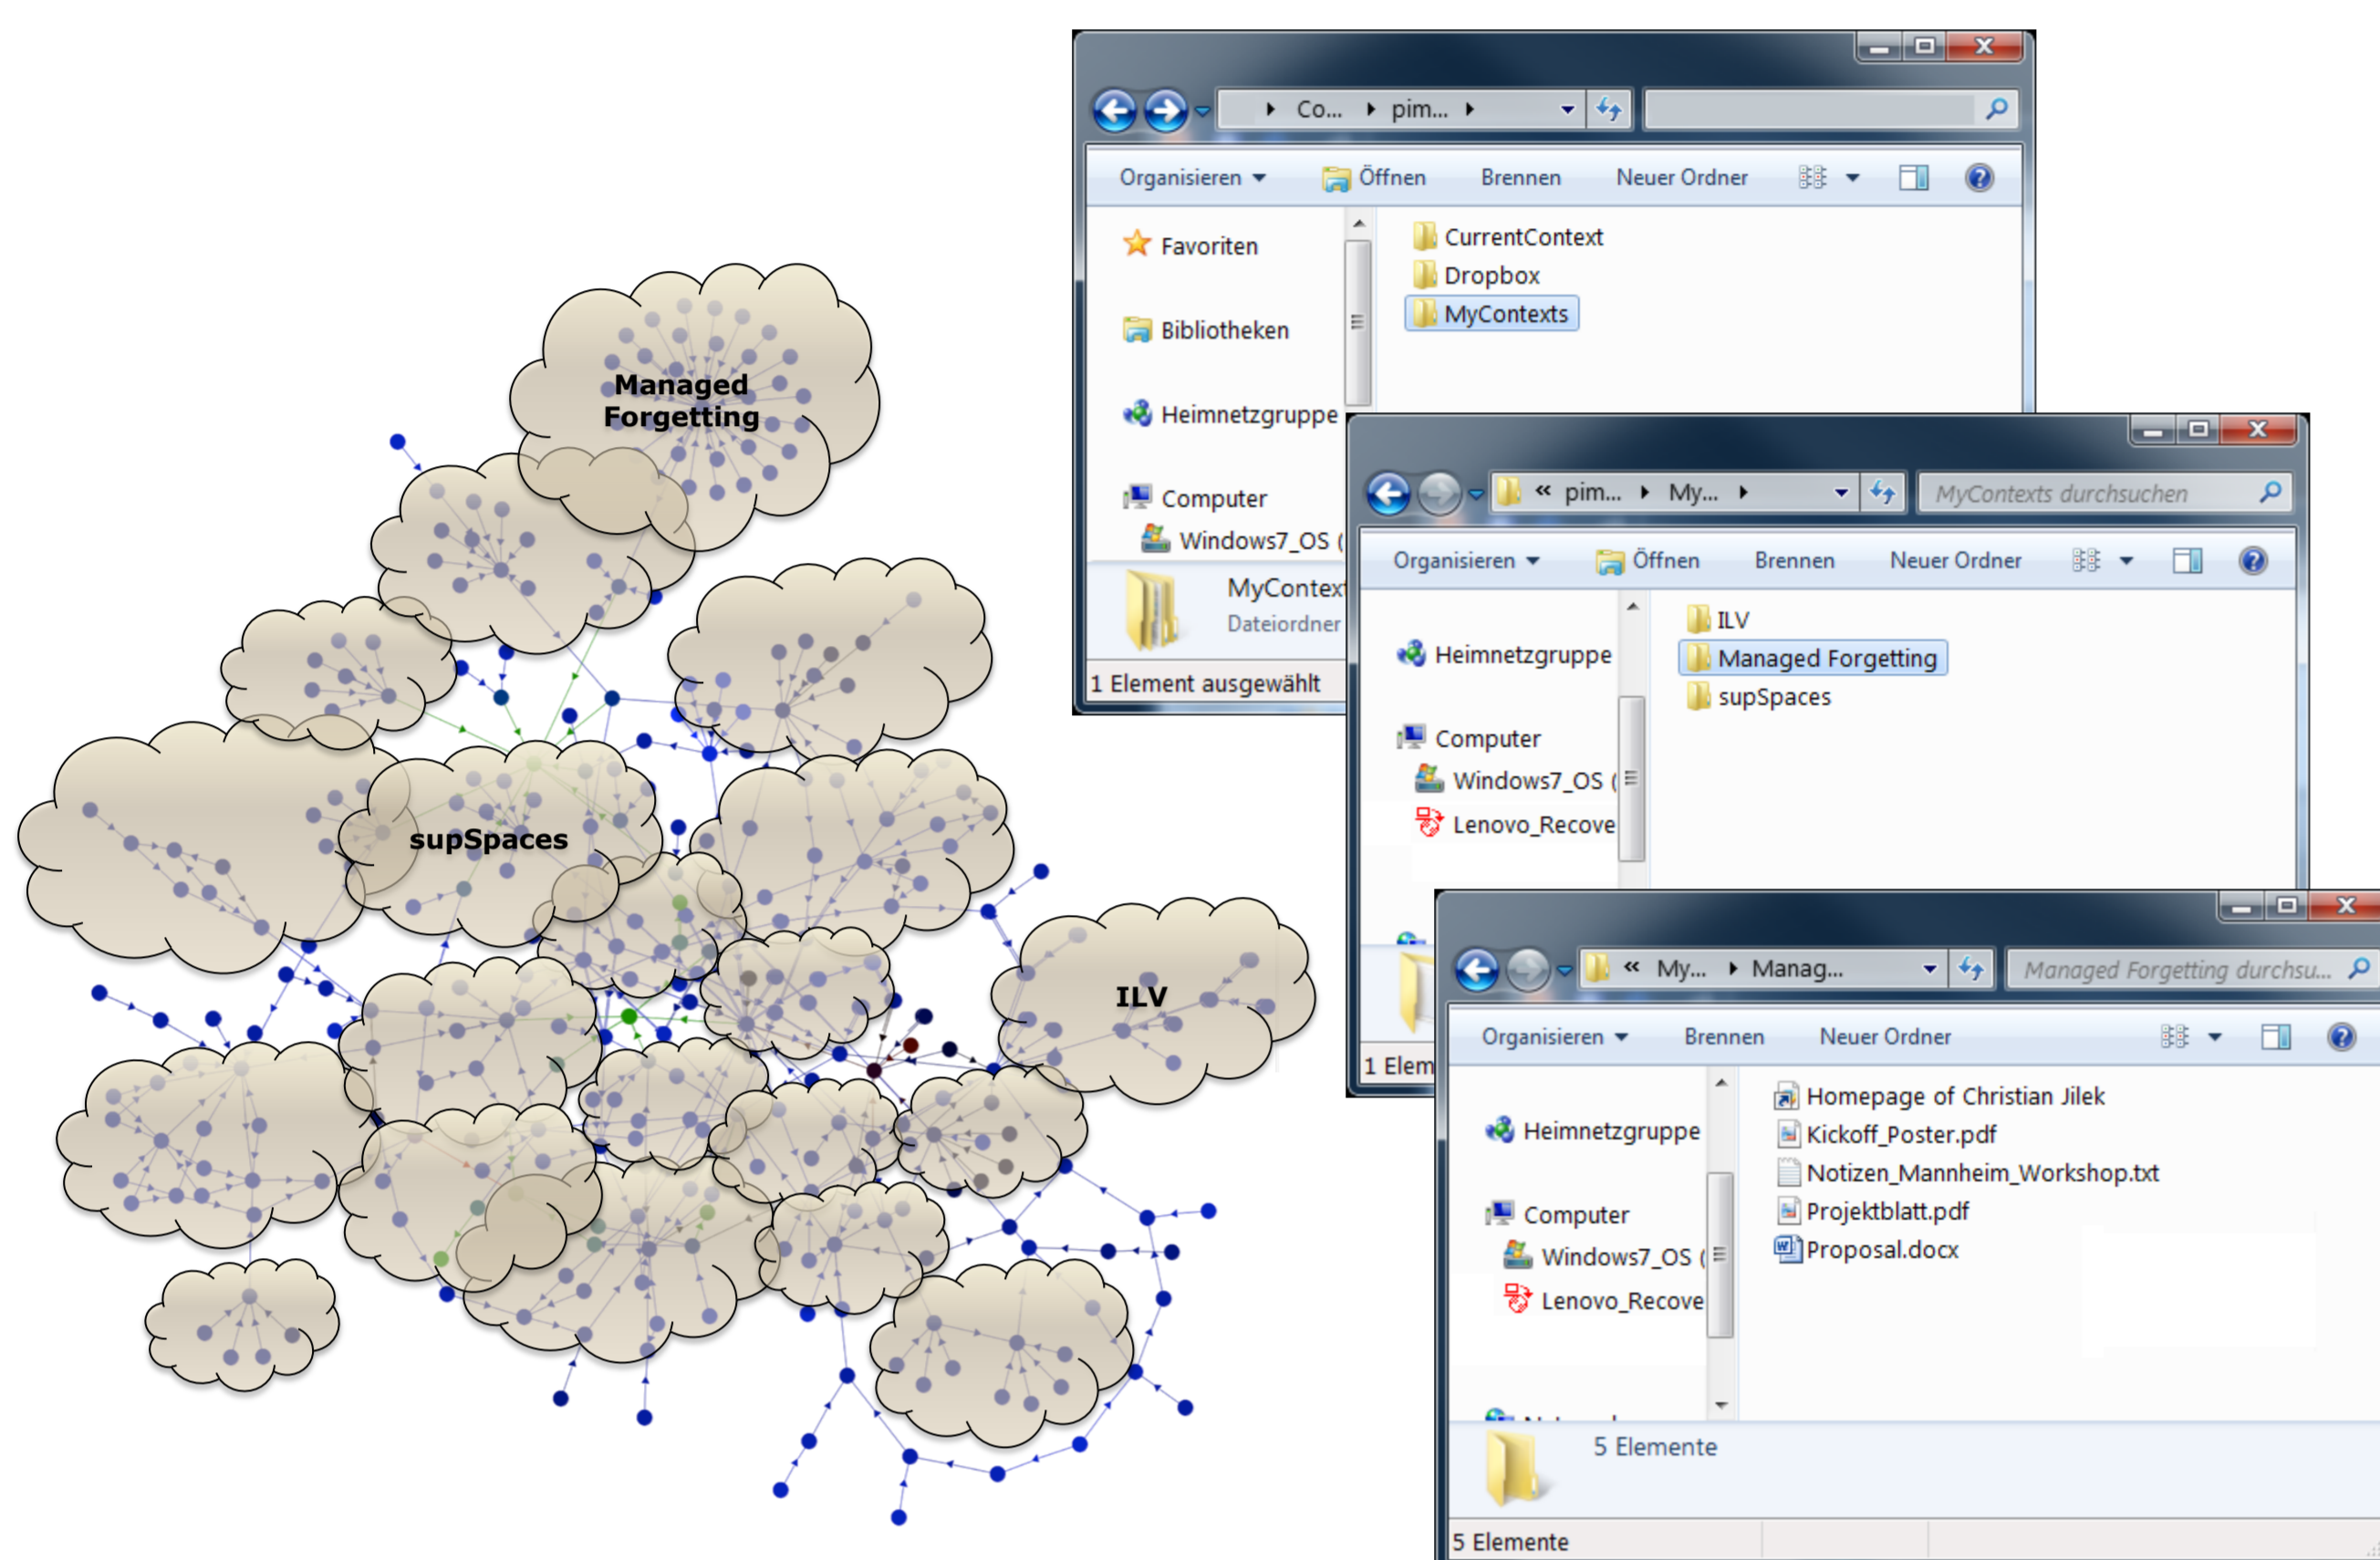 Managed
Forgetting
supSpaces
ILV
Co... pim...
Organisieren Öffnen Brennen Neuer Ordner
Favoriten
Bibliotheken
Heimnetzgruppe
Computer
Windows7_OS (
CurrentContext
Dropbox
MyContexts
MyContext
Dateiordner
1 Element ausgewählt
« pim... My...
MyContexts durchsuchen
Organisieren Öffnen Brennen Neuer Ordner
Heimnetzgruppe
Computer
Windows7_OS (
Lenovo_Recove
ILV
Managed Forgetting
supSpaces
1 Elem
« My... Manag...
Managed Forgetting durchsu...
Organisieren Brennen Neuer Ordner
Heimnetzgruppe
Computer
Windows7_OS (
Lenovo_Recove
Homepage of Christian Jilek
Kickoff_Poster.pdf
Notizen_Mannheim_Workshop.txt
Projektblatt.pdf
Proposal.docx
5 Elemente
5 Elemente